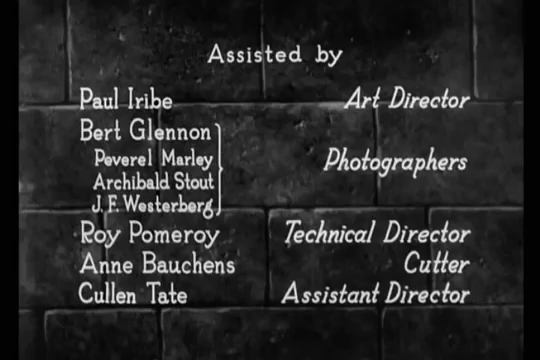 Assisted by
Paul Iribe Art Director
Bert Glennon
Peverel Marley Photographers
Archibald Stout
J. F. Westerberg
Roy Pomeroy Technical Director
Anne Bauchens Cutter
Cullen Tate Assistant Director